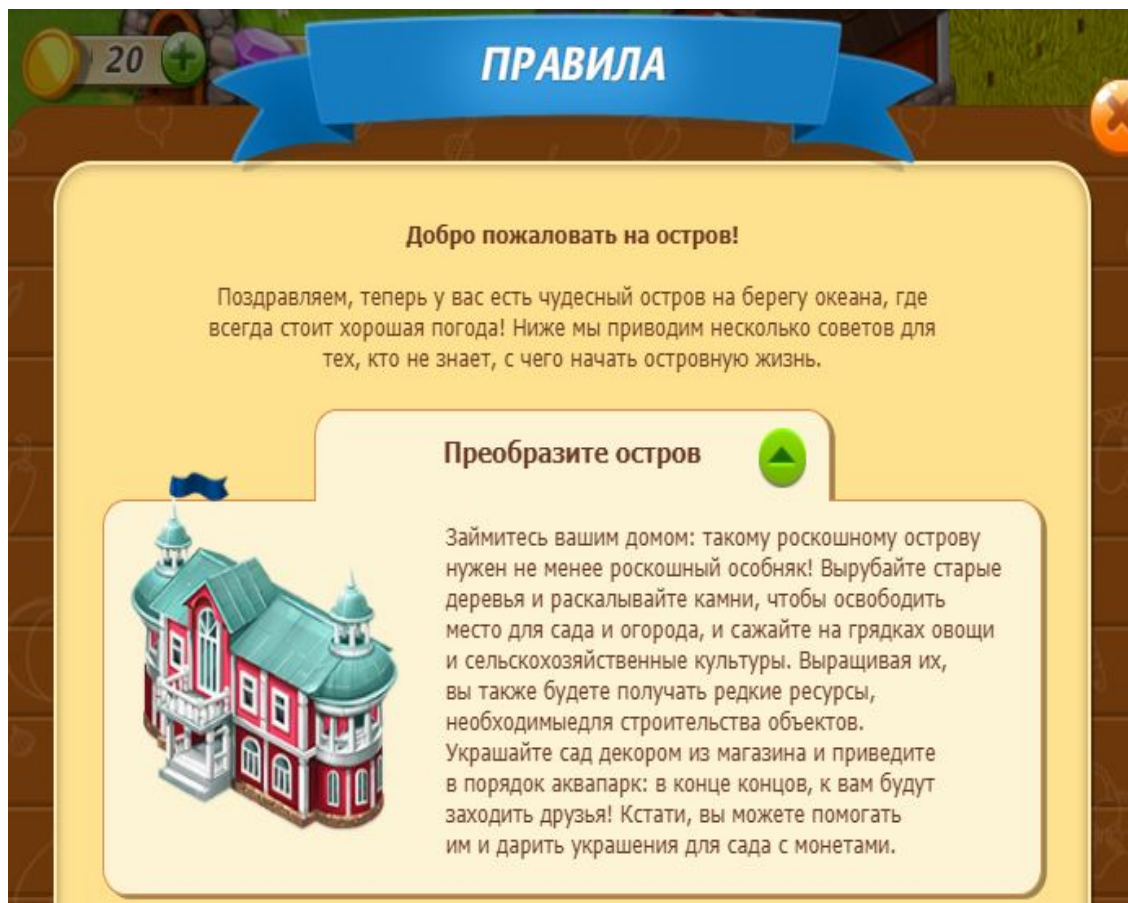 20
ПРАВИЛА
Добро пожаловать на остров!
Поздравляем, теперь у вас есть чудесный остров на берегу океана, где
всегда стоит хорошая погода! Ниже мы приводим несколько советов для
тех, кто не знает, с чего начать островную жизнь.
Преобразите остров
Займитесь вашим домом: такому роскошному острову
нужен не менее роскошный особняк! Вырубайте старые
деревья и раскалывайте камни, чтобы освободить
место для сада и огорода, и сажайте на грядках овощи
и сельскохозяйственные культуры. Выращивая их,
вы также будете получать редкие ресурсы,
необходимыедля строительства объектов.
Украшайте сад декором из магазина и приведите
в порядок аквапарк: в конце концов, к вам будут
заходить друзья! Кстати, вы можете помогать
им и дарить украшения для сада с монетами.